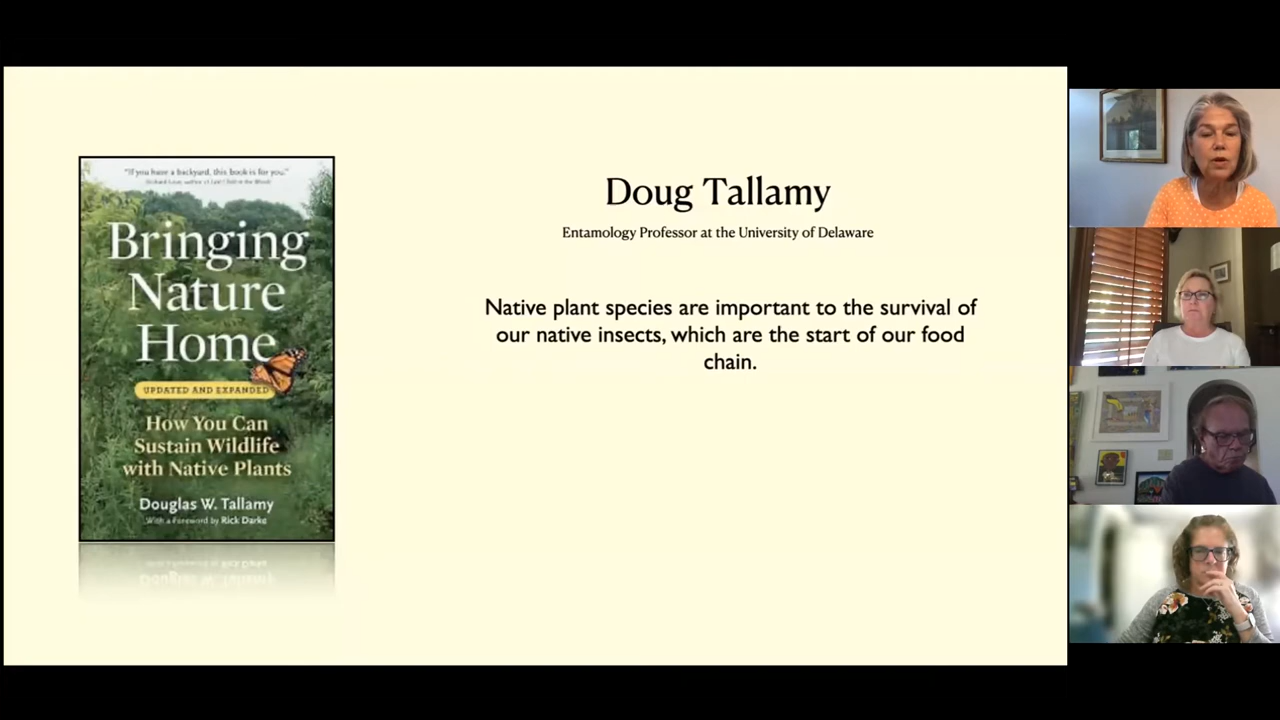 "If you have a backyard, this book is for you."
Bringing
Nature
Home
UPDATED AND EXPANDED
How You Can
Sustain Wildlife
with Native Plants
Douglas W. Tallamy
With a Foreword by Rick Darke
Doug Tallamy
Entamology Professor at the University of Delaware
Native plant species are important to the survival of
our native insects, which are the start of our food
chain.